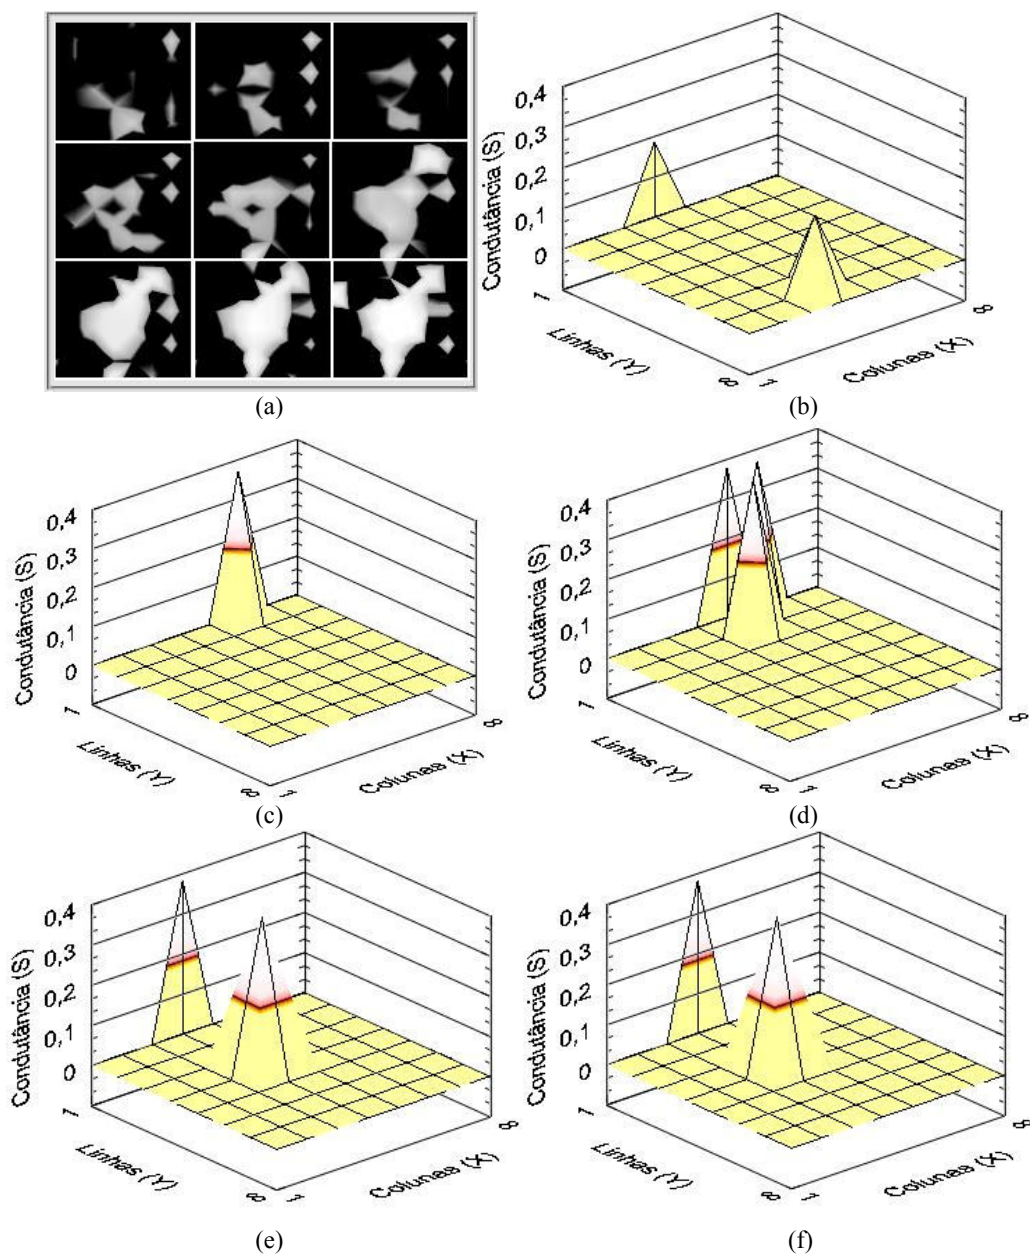 (a)
0,4
0,3
0,2
0,1
0
Condutância (S)
1
Linhas (Y)
8
1
Colunas (X)
8
(b)
0,4
0,3
0,2
0,1
0
Condutância (S)
1
Linhas (Y)
8
1
Colunas (X)
8
(c)
0,4
0,3
0,2
0,1
0
Condutância (S)
1
Linhas (Y)
8
1
Colunas (X)
8
(d)
0,4
0,3
0,2
0,1
0
Condutância (S)
1
Linhas (Y)
8
1
Colunas (X)
8
(e)
0,4
0,3
0,2
0,1
0
Condutância (S)
1
Linhas (Y)
8
1
Colunas (X)
8
(f)